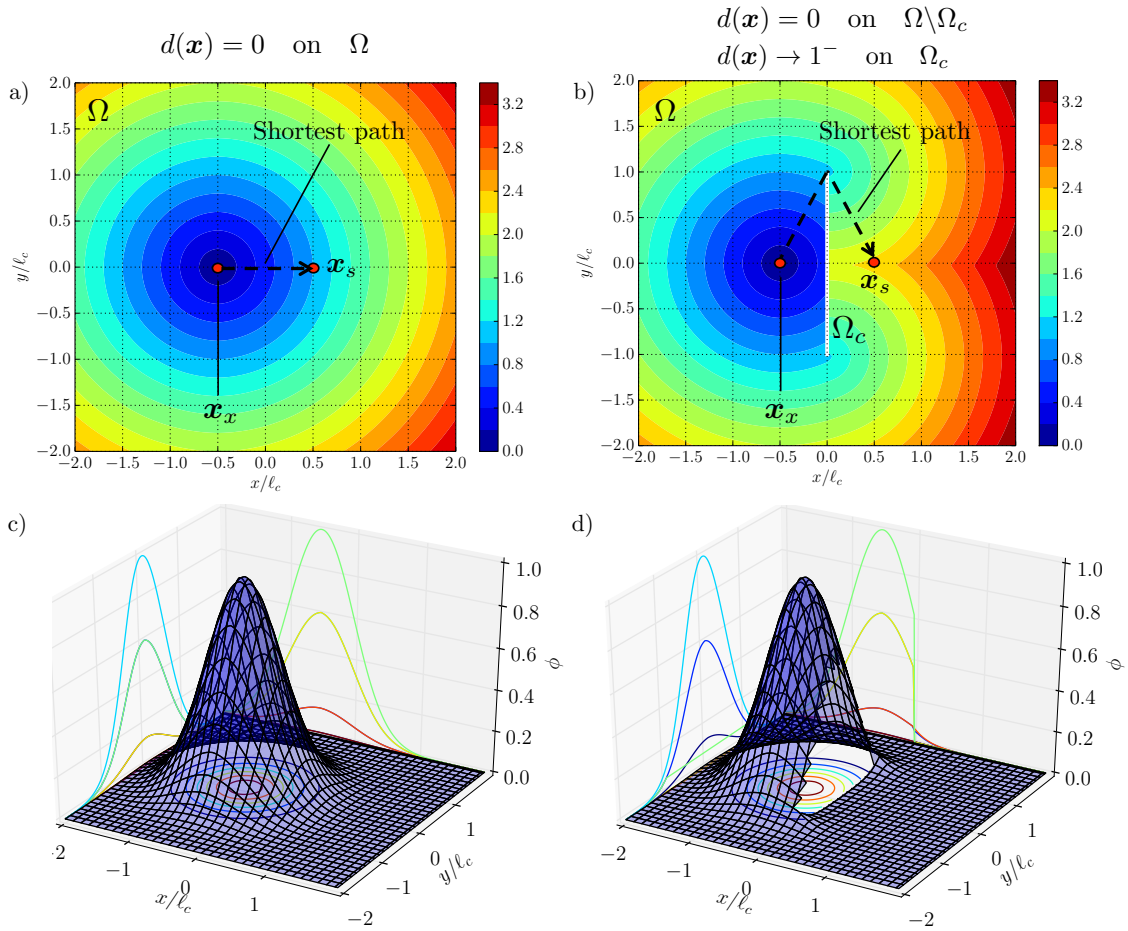 d(x) = 0 on Ω
d(x) = 0 on Ω\Ω_c
d(x) → 1⁻ on Ω_c
a)
Ω
Shortest path
x_s
x_x
2.0
1.5
1.0
0.5
0.0
−0.5
−1.0
−1.5
−2.0
y/ℓ_c
−2.0 −1.5 −1.0 −0.5 0.0 0.5 1.0 1.5 2.0
x/ℓ_c
3.2
2.8
2.4
2.0
1.6
1.2
0.8
0.4
0.0
b)
Ω
Shortest path
x_s
Ω_c
x_x
2.0
1.5
1.0
0.5
0.0
−0.5
−1.0
−1.5
−2.0
y/ℓ_c
−2.0 −1.5 −1.0 −0.5 0.0 0.5 1.0 1.5 2.0
x/ℓ_c
3.2
2.8
2.4
2.0
1.6
1.2
0.8
0.4
0.0
c)
1.0
0.8
0.6
0.4
0.2
0.0
ϕ
-2
−1
0
1
x/ℓ_c
−2
−1
0
1
y/ℓ_c
d)
1.0
0.8
0.6
0.4
0.2
0.0
ϕ
−2
−1
0
1
x/ℓ_c
−2
−1
0
1
y/ℓ_c